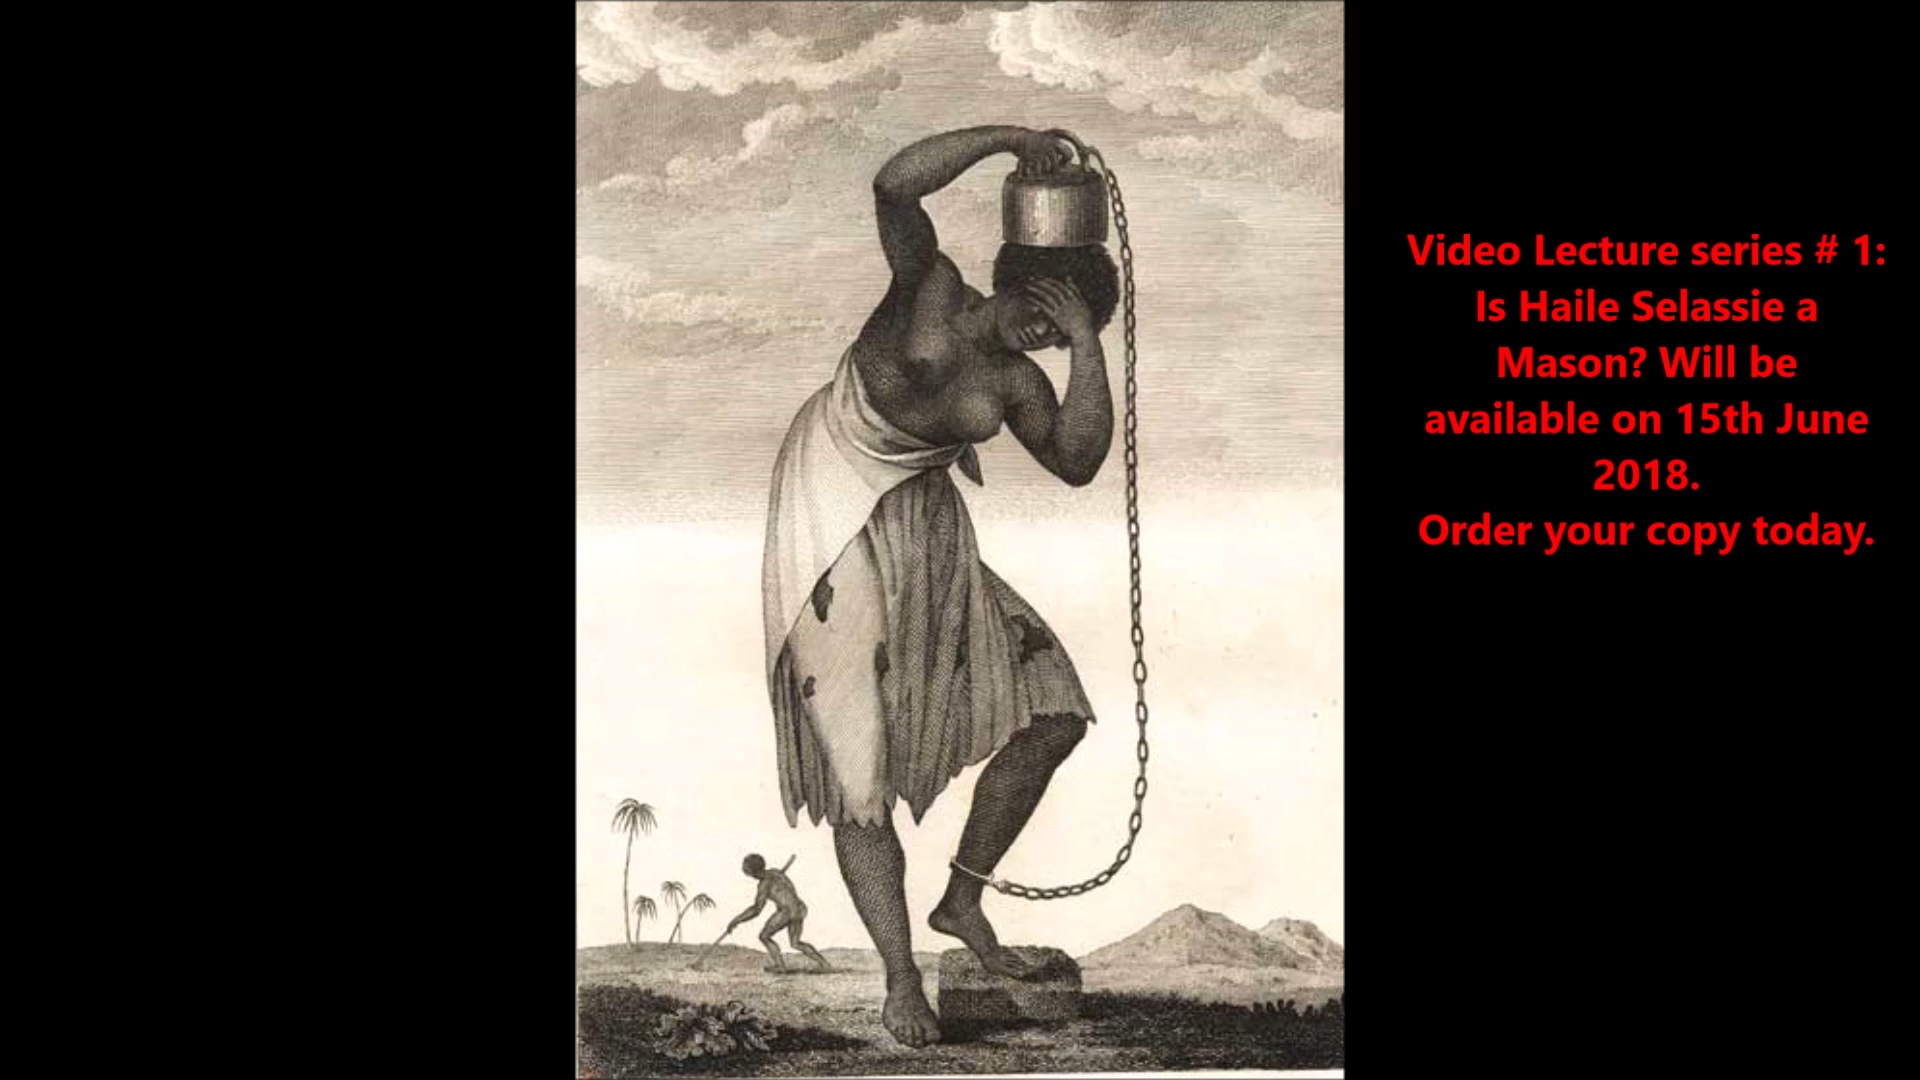 Video Lecture series # 1:
Is Haile Selassie a
Mason? Will be
available on 15th June
2018.
Order your copy today.